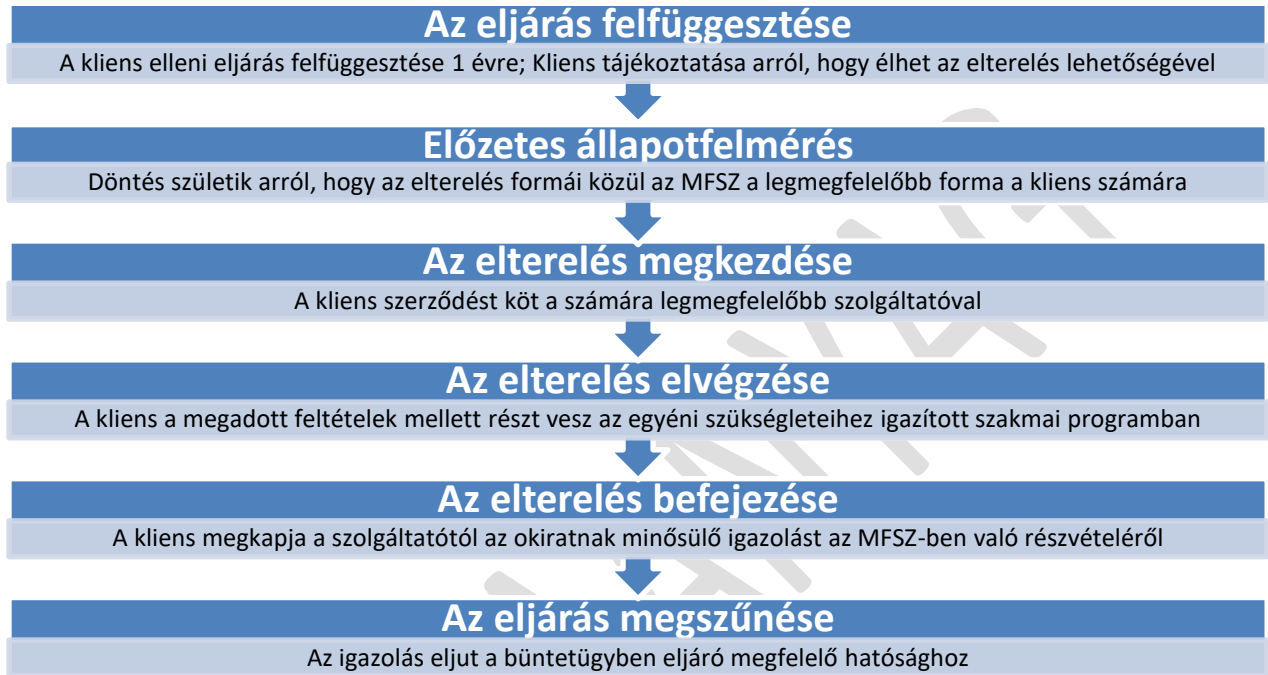 Az eljárás felfüggesztése
A kliens elleni eljárás felfüggesztése 1 évre; Kliens tájékoztatása arról, hogy élhet az elterelés lehetőségével
Előzetes állapotfelmérés
Döntés születik arról, hogy az elterelés formái közül az MFSZ a legmegfelelőbb forma a kliens számára
Az elterelés megkezdése
A kliens szerződést köt a számára legmegfelelőbb szolgáltatóval
Az elterelés elvégzése
A kliens a megadott feltételek mellett részt vesz az egyéni szükségleteihez igazított szakmai programban
Az elterelés befejezése
A kliens megkapja a szolgáltatótól az okiratnak minősülő igazolást az MFSZ-ben való részvételéről
Az eljárás megszűnése
Az igazolás eljut a büntetügyben eljáró megfelelő hatósághoz